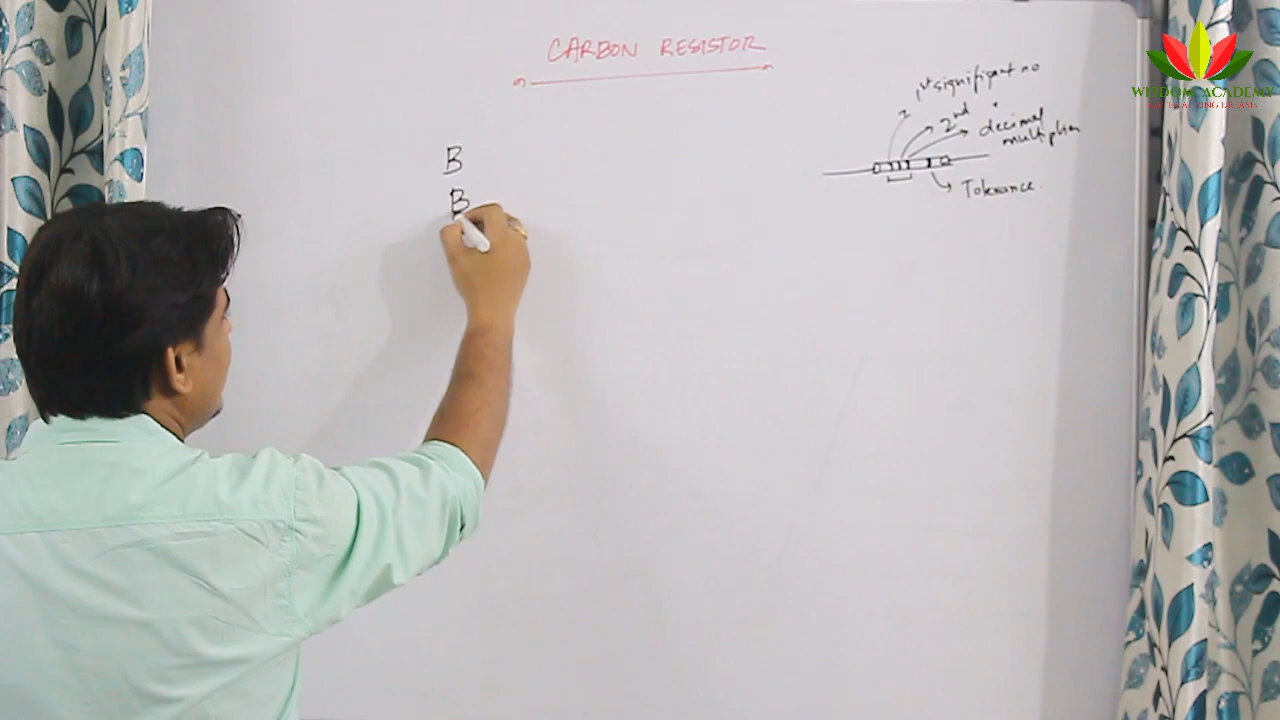 CARBON RESISTOR
1st significant no
2nd
decimal
multiplier
Tolerance.
B
B
WISDOM ACADEMY